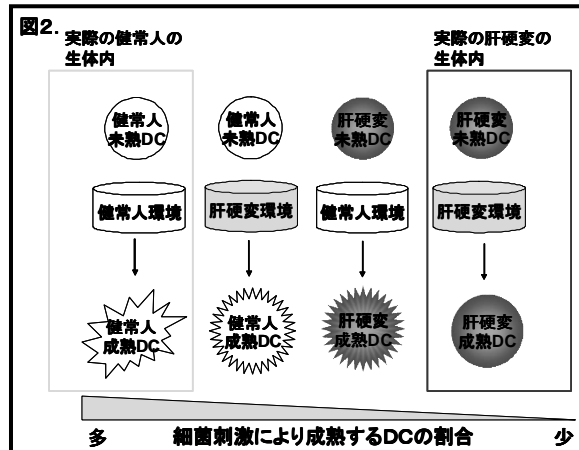 図2.
実際の健常人の
生体内
実際の肝硬変の
生体内
健常人
未熟DC
健常人
未熟DC
肝硬変
未熟DC
肝硬変
未熟DC
健常人環境
肝硬変環境
健常人環境
肝硬変環境
健常人
成熟DC
健常人
成熟DC
肝硬変
成熟DC
肝硬変
成熟DC
多 細菌刺激により成熟するDCの割合 少